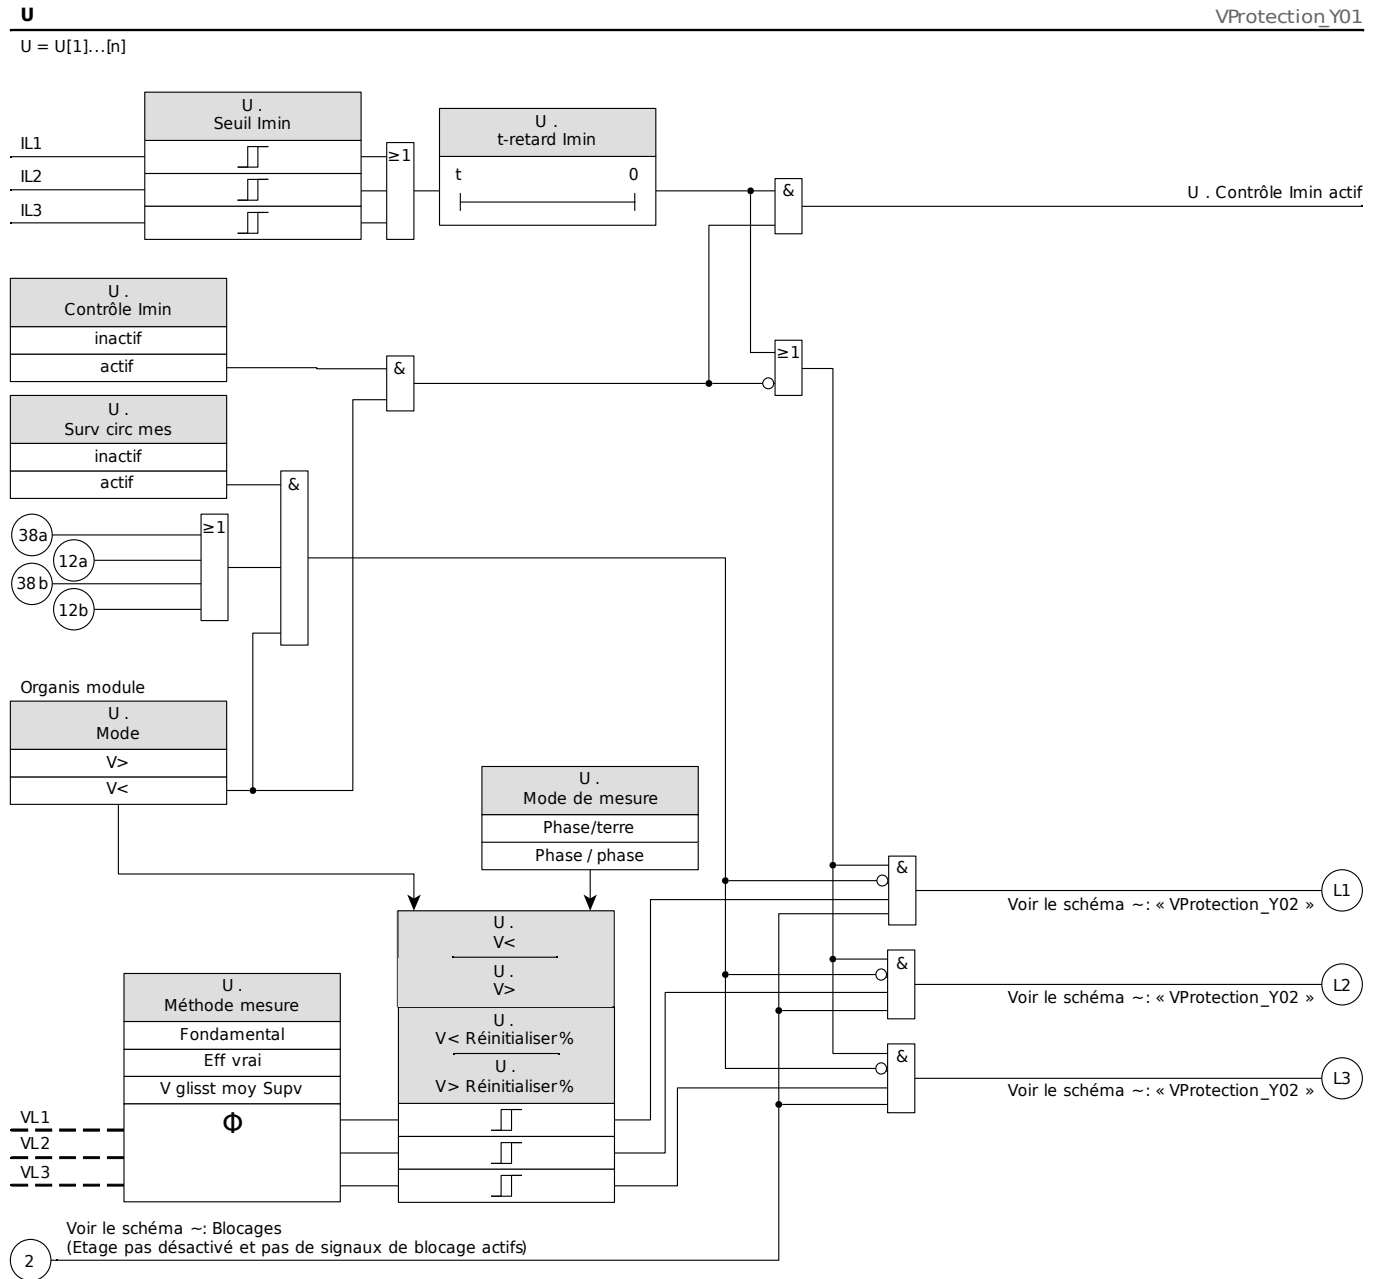 U
VProtection_Y01
U = U[1]…[n]
U .
Seuil Imin
IL1
IL2
IL3
≥1
U .
t-retard Imin
t 0
&
U . Contrôle Imin actif
U .
Contrôle Imin
inactif
actif
&
≥1
U .
Surv circ mes
inactif
actif
&
38a
12a
38b
12b
≥1
Organis module
U .
Mode
V>
V<
U .
Mode de mesure
Phase/terre
Phase / phase
U .
V<
U .
V>
U .
V< Réinitialiser%
U .
V> Réinitialiser%
U .
Méthode mesure
Fondamental
Eff vrai
V glisst moy Supv
Φ
VL1
VL2
VL3
&
L1
Voir le schéma ~: « VProtection_Y02 »
&
L2
Voir le schéma ~: « VProtection_Y02 »
&
L3
Voir le schéma ~: « VProtection_Y02 »
Voir le schéma ~: Blocages
(Etage pas désactivé et pas de signaux de blocage actifs)
2